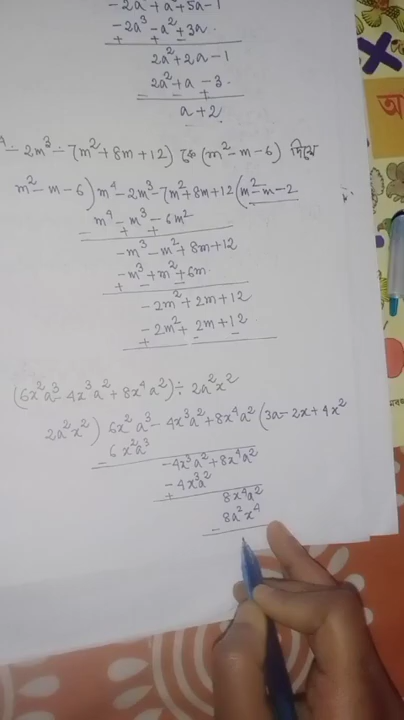 -2a³ + a² + 5a - 1
-2a³ - a² + 3a
+ + -
2a² + 2a - 1
2a² + a - 3
- - +
a + 2
- 2m³ - 7m² + 8m + 12) কে (m² - m - 6) দিয়ে
m² - m - 6) m⁴ - 2m³ - 7m² + 8m + 12 (m² - m - 2
m⁴ - m³ - 6m²
- + +
-m³ - m² + 8m + 12
-m³ + m² + 6m
+ - -
-2m² + 2m + 12
-2m² + 2m + 12
+ - -
(6x²a³ - 4x³a² + 8x⁴a²) ÷ 2a²x²
2a²x²) 6x²a³ - 4x³a² + 8x⁴a² (3a - 2x + 4x²
6x²a³
-
-4x³a² + 8x⁴a²
-4x³a²
+
8x⁴a²
8a²x⁴
-